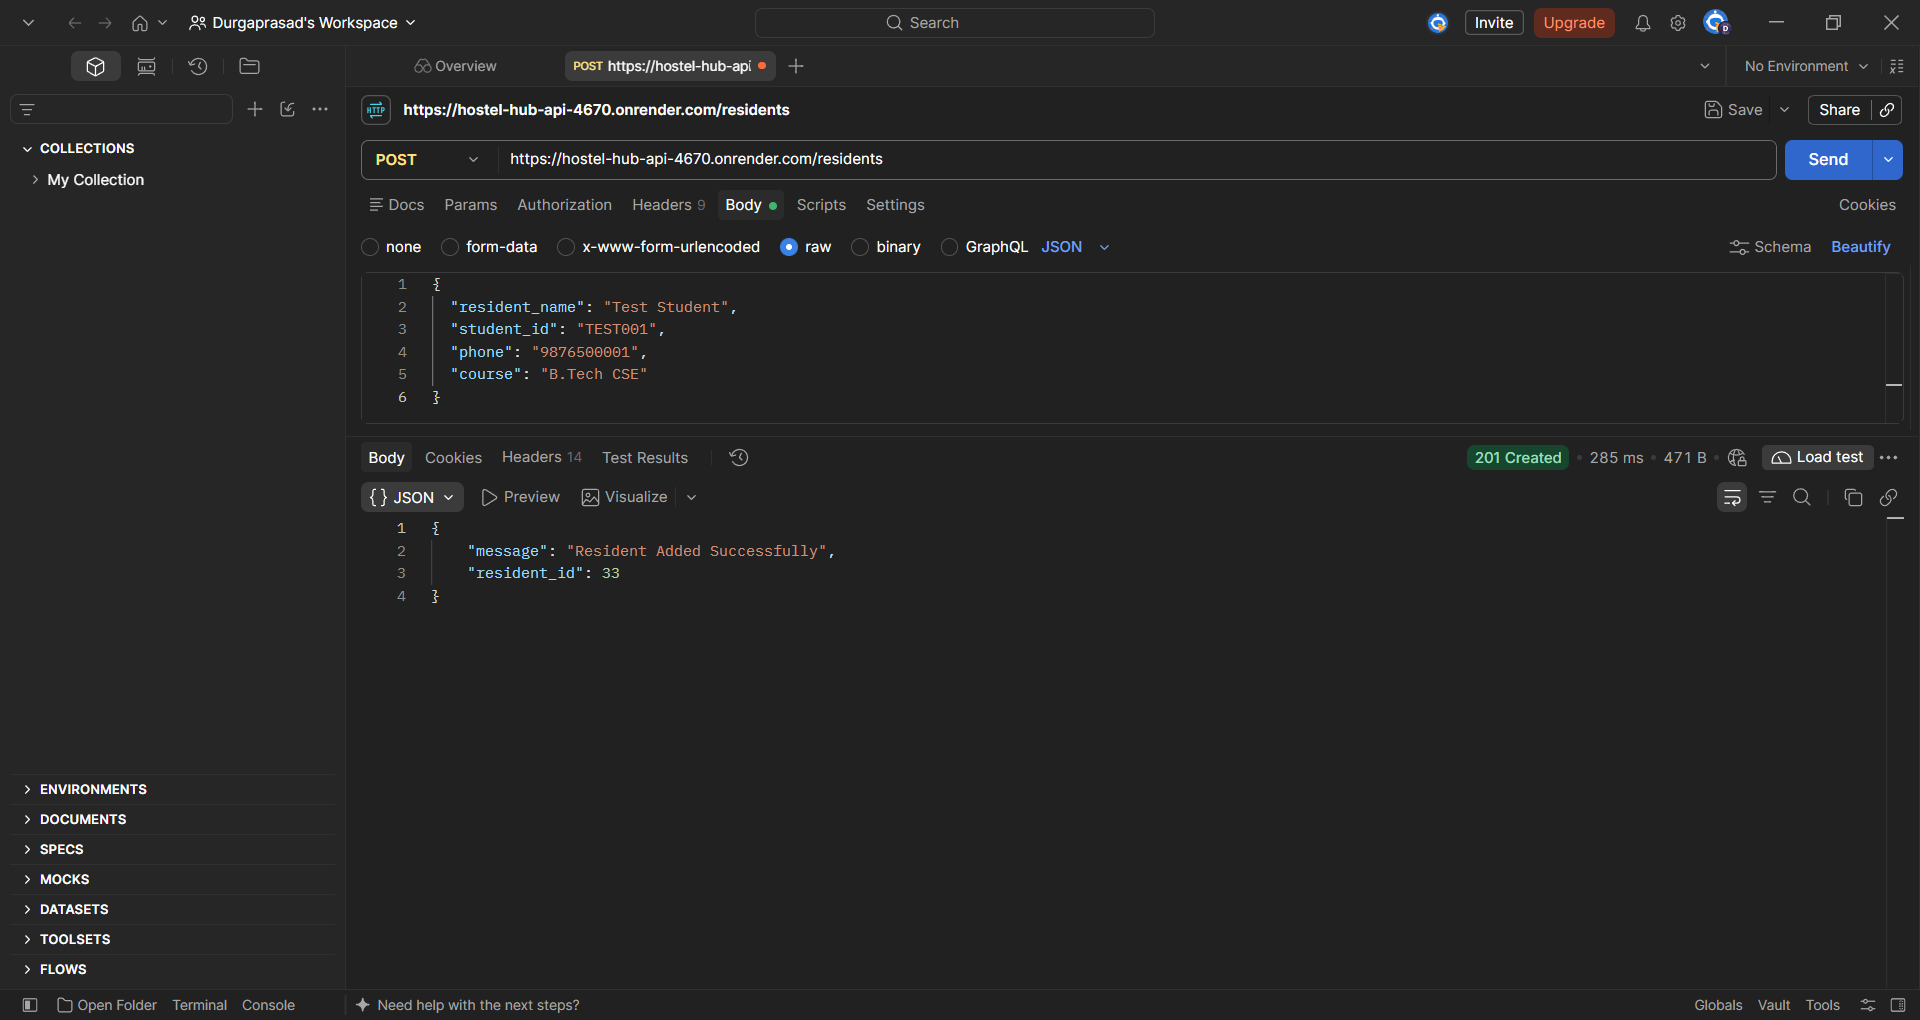 Durgaprasad's Workspace
Search
Invite
Upgrade
Overview
POST https://hostel-hub-api
No Environment
HTTP
https://hostel-hub-api-4670.onrender.com/residents
Save
Share
COLLECTIONS
My Collection
POST
https://hostel-hub-api-4670.onrender.com/residents
Send
Docs
Params
Authorization
Headers 9
Body
Scripts
Settings
Cookies
none
form-data
x-www-form-urlencoded
raw
binary
GraphQL
JSON
Schema
Beautify
1 {
2 "resident_name": "Test Student",
3 "student_id": "TEST001",
4 "phone": "9876500001",
5 "course": "B.Tech CSE"
6 }
Body
Cookies
Headers 14
Test Results
201 Created
285 ms
471 B
Load test
{} JSON
Preview
Visualize
1 {
2 "message": "Resident Added Successfully",
3 "resident_id": 33
4 }
ENVIRONMENTS
DOCUMENTS
SPECS
MOCKS
DATASETS
TOOLSETS
FLOWS
Open Folder
Terminal
Console
Need help with the next steps?
Globals
Vault
Tools